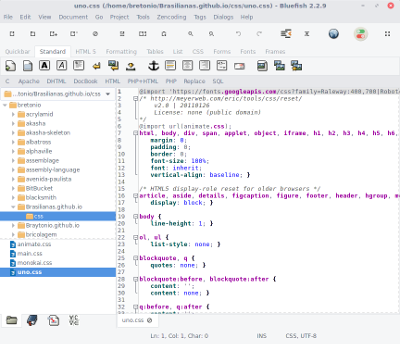 uno.css (/home/bretonio/Brasilianas.github.io/css/uno.css) - Bluefish 2.2.9
File Edit View Document Go Project Tools Zencoding Tags Dialogs Help
Quickbar Standard HTML 5 Formatting Tables List CSS Forms Fonts Frames
C Apache DHTML DocBook HTML PHP+HTML PHP Replace SQL
...tonio/Brasilianas.github.io/css
bretonio
acrylamid
akasha
akasha-skeleton
albatross
alphaville
assemblage
assembly-language
avenida-paulista
BitBucket
blacksmith
Brasilianas.github.io
css
Braytonio.github.io
bricolagem
animate.css
main.css
monokai.css
uno.css
1 @import 'https://fonts.googleapis.com/css?family=Raleway:400,700|Robot
2 /* http://meyerweb.com/eric/tools/css/reset/
3 v2.0 | 20110126
4 License: none (public domain)
5 */
6 @import url(animate.css);
7 html, body, div, span, applet, object, iframe, h1, h2, h3, h4, h5, h6,
8 margin: 0;
9 padding: 0;
10 border: 0;
11 font-size: 100%;
12 font: inherit;
13 vertical-align: baseline; }
14
15 /* HTML5 display-role reset for older browsers */
16 article, aside, details, figcaption, figure, footer, header, hgroup, m
17 display: block; }
18
19 body {
20 line-height: 1; }
21
22 ol, ul {
23 list-style: none; }
24
25 blockquote, q {
26 quotes: none; }
27
28 blockquote:before, blockquote:after {
29 content: '';
30 content: none; }
31
32 q:before, q:after {
uno.css
Ln: 1, Col: 1, Char: 0 INS CSS, UTF-8